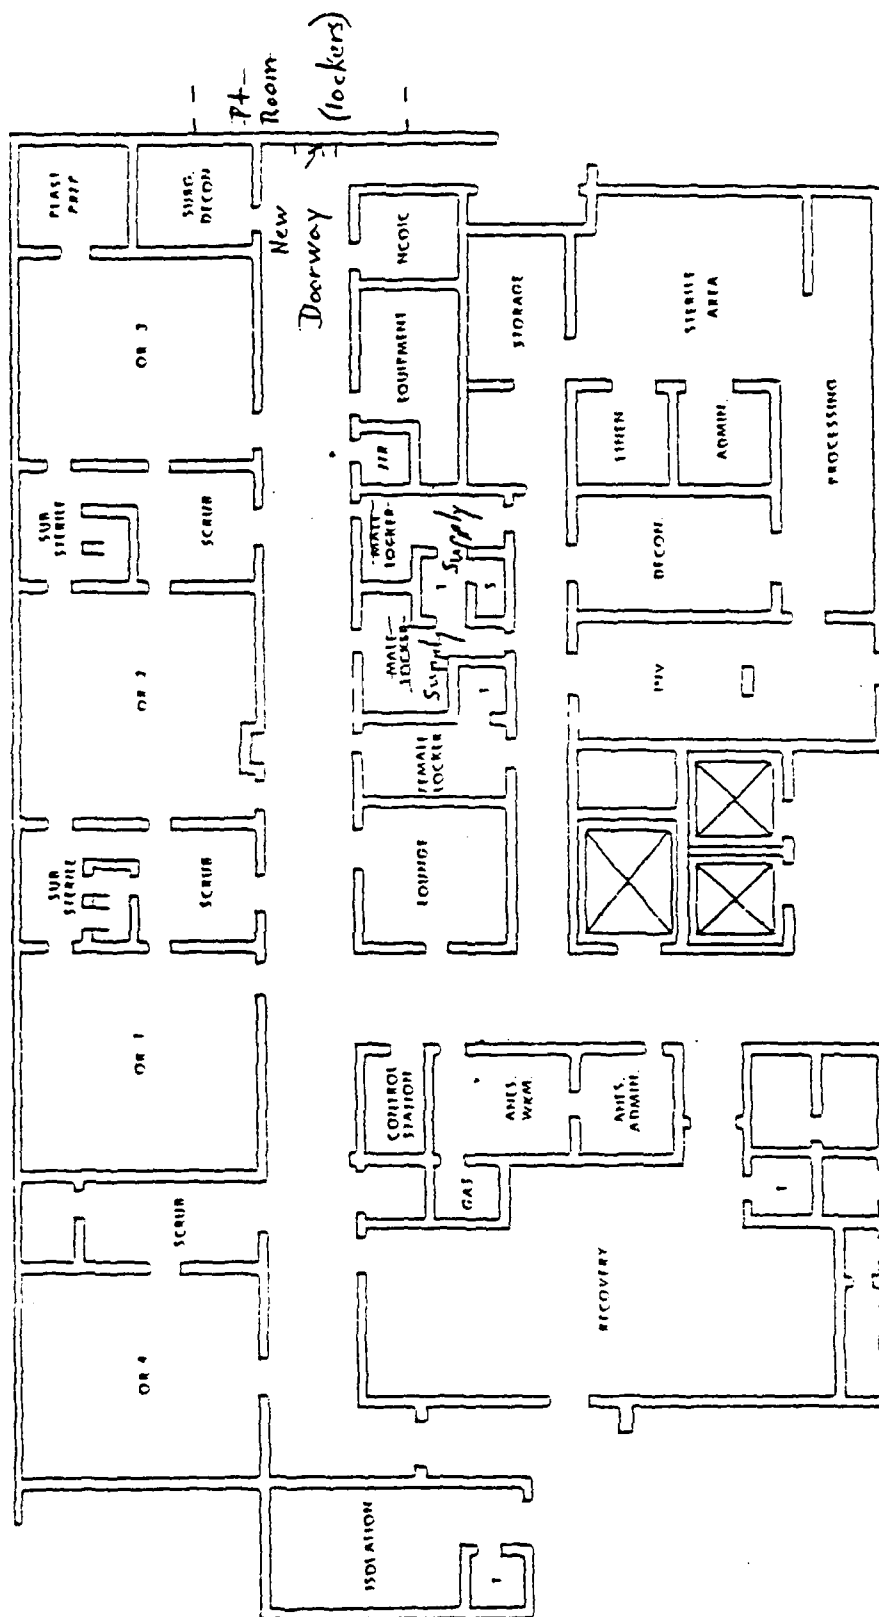 OR 4
SCRUB
OR 1
SUB
STERILE
SCRUB
OR 2
SUB
STERILE
SCRUB
OR 3
PLAST
PREP
SURG.
DECON
Pt
Room
(lockers)
New
Doorway
ISOLATION
T
CONTROL
STATION
GAS
ANES.
WKM.
ANES.
ADMIN.
RECOVERY
T
LOUNGE
FEMALE
LOCKER
T
MALE
LOCKER
Supply
MALE
LOCKER
Supply
T
S
EQUIPMENT
NCOIC
STORAGE
DECON.
LINEN
ADMIN.
STERILE
AREA
PROCESSING